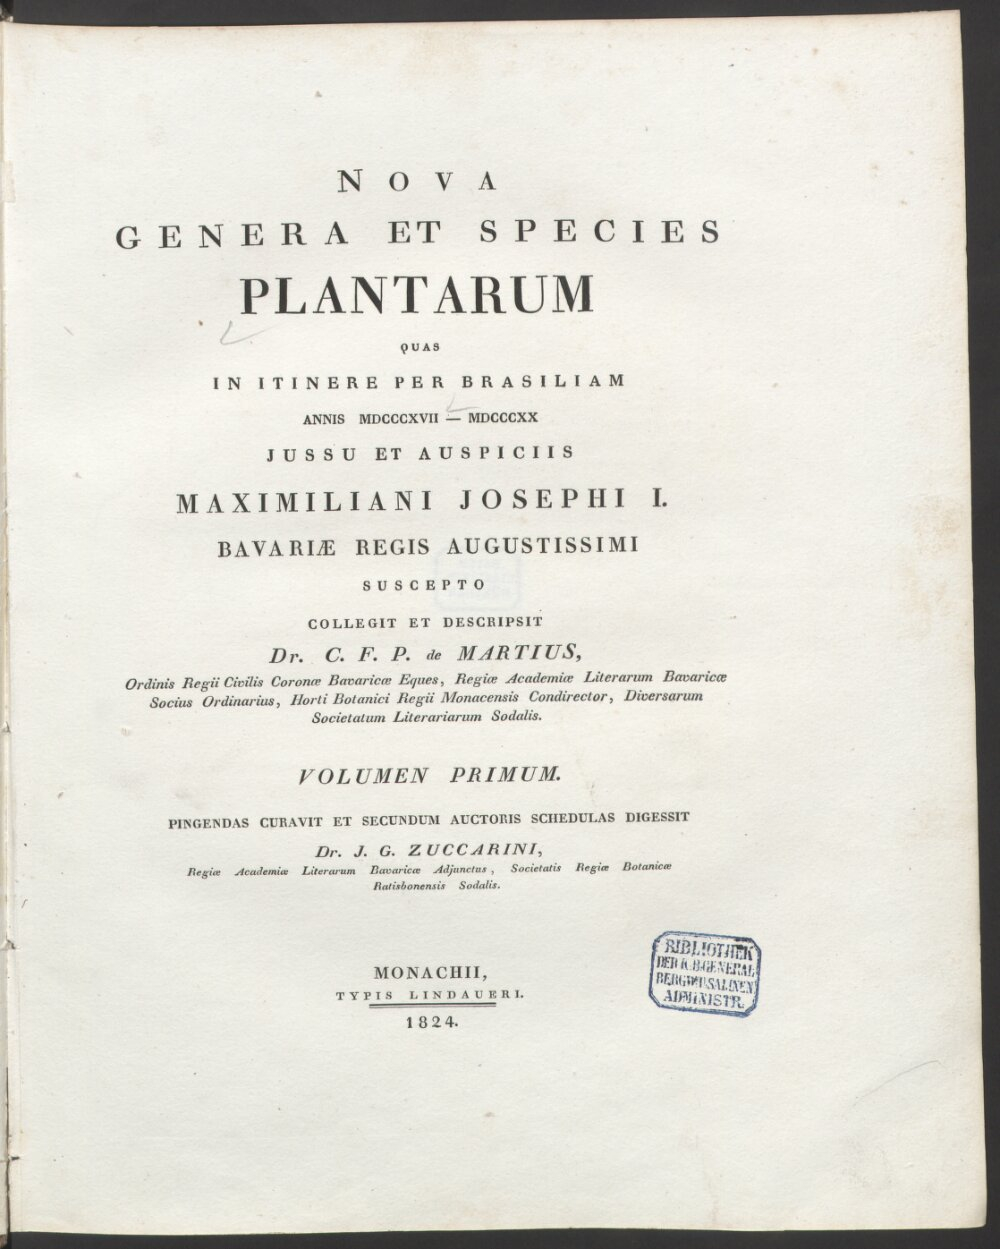 NOVA
GENERA ET SPECIES
PLANTARUM
QUAS
IN ITINERE PER BRASILIAM
ANNIS MDCCCXVII — MDCCCXX
JUSSU ET AUSPICIIS
MAXIMILIANI JOSEPHI I.
BAVARIÆ REGIS AUGUSTISSIMI
SUSCEPTO
COLLEGIT ET DESCRIPSIT
Dr. C. F. P. de MARTIUS,
Ordinis Regii Civilis Coronæ Bavaricæ Eques, Regiæ Academiæ Literarum Bavaricæ
Socius Ordinarius, Horti Botanici Regii Monacensis Condirector, Diversarum
Societatum Literariarum Sodalis.
VOLUMEN PRIMUM.
PINGENDAS CURAVIT ET SECUNDUM AUCTORIS SCHEDULAS DIGESSIT
Dr. J. G. ZUCCARINI,
Regiæ Academiæ Literarum Bavaricæ Adjunctus, Societatis Regiæ Botanicæ
Ratisbonensis Sodalis.
MONACHII,
TYPIS LINDAUERI.
1824.
BIBLIOTHEK
DER K.B.GENERAL
BERGW.U.SALINEN
ADMINISTR.